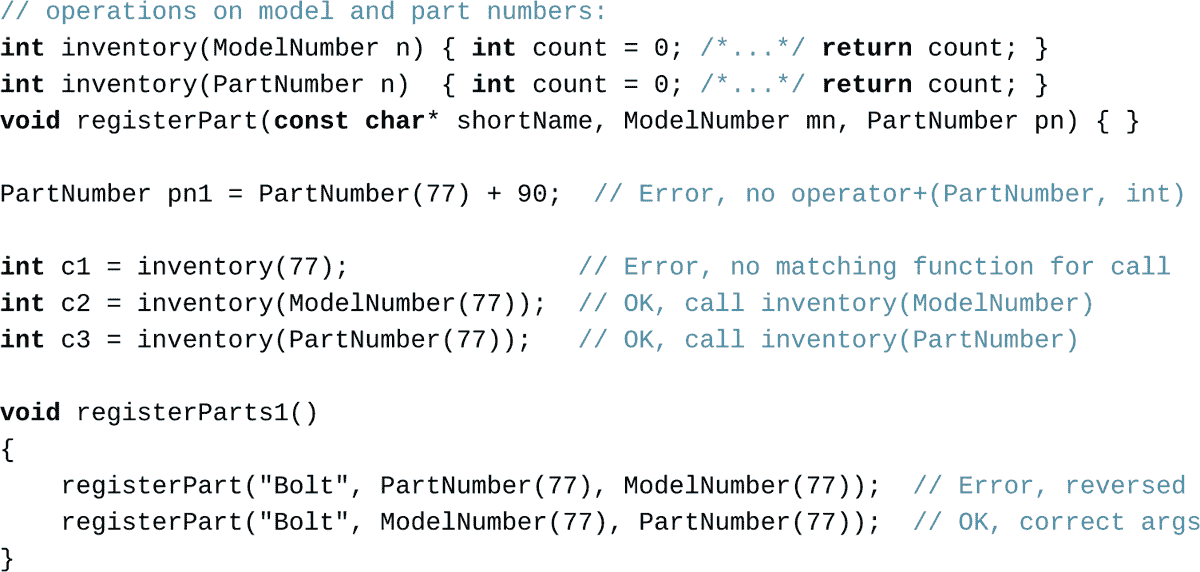 // operations on model and part numbers:
int inventory(ModelNumber n) { int count = 0; /*...*/ return count; }
int inventory(PartNumber n)  { int count = 0; /*...*/ return count; }
void registerPart(const char* shortName, ModelNumber mn, PartNumber pn) { }

PartNumber pn1 = PartNumber(77) + 90;  // Error, no operator+(PartNumber, int)

int c1 = inventory(77);               // Error, no matching function for call
int c2 = inventory(ModelNumber(77));  // OK, call inventory(ModelNumber)
int c3 = inventory(PartNumber(77));   // OK, call inventory(PartNumber)

void registerParts1()
{
    registerPart("Bolt", PartNumber(77), ModelNumber(77));  // Error, reversed
    registerPart("Bolt", ModelNumber(77), PartNumber(77));  // OK, correct args
}